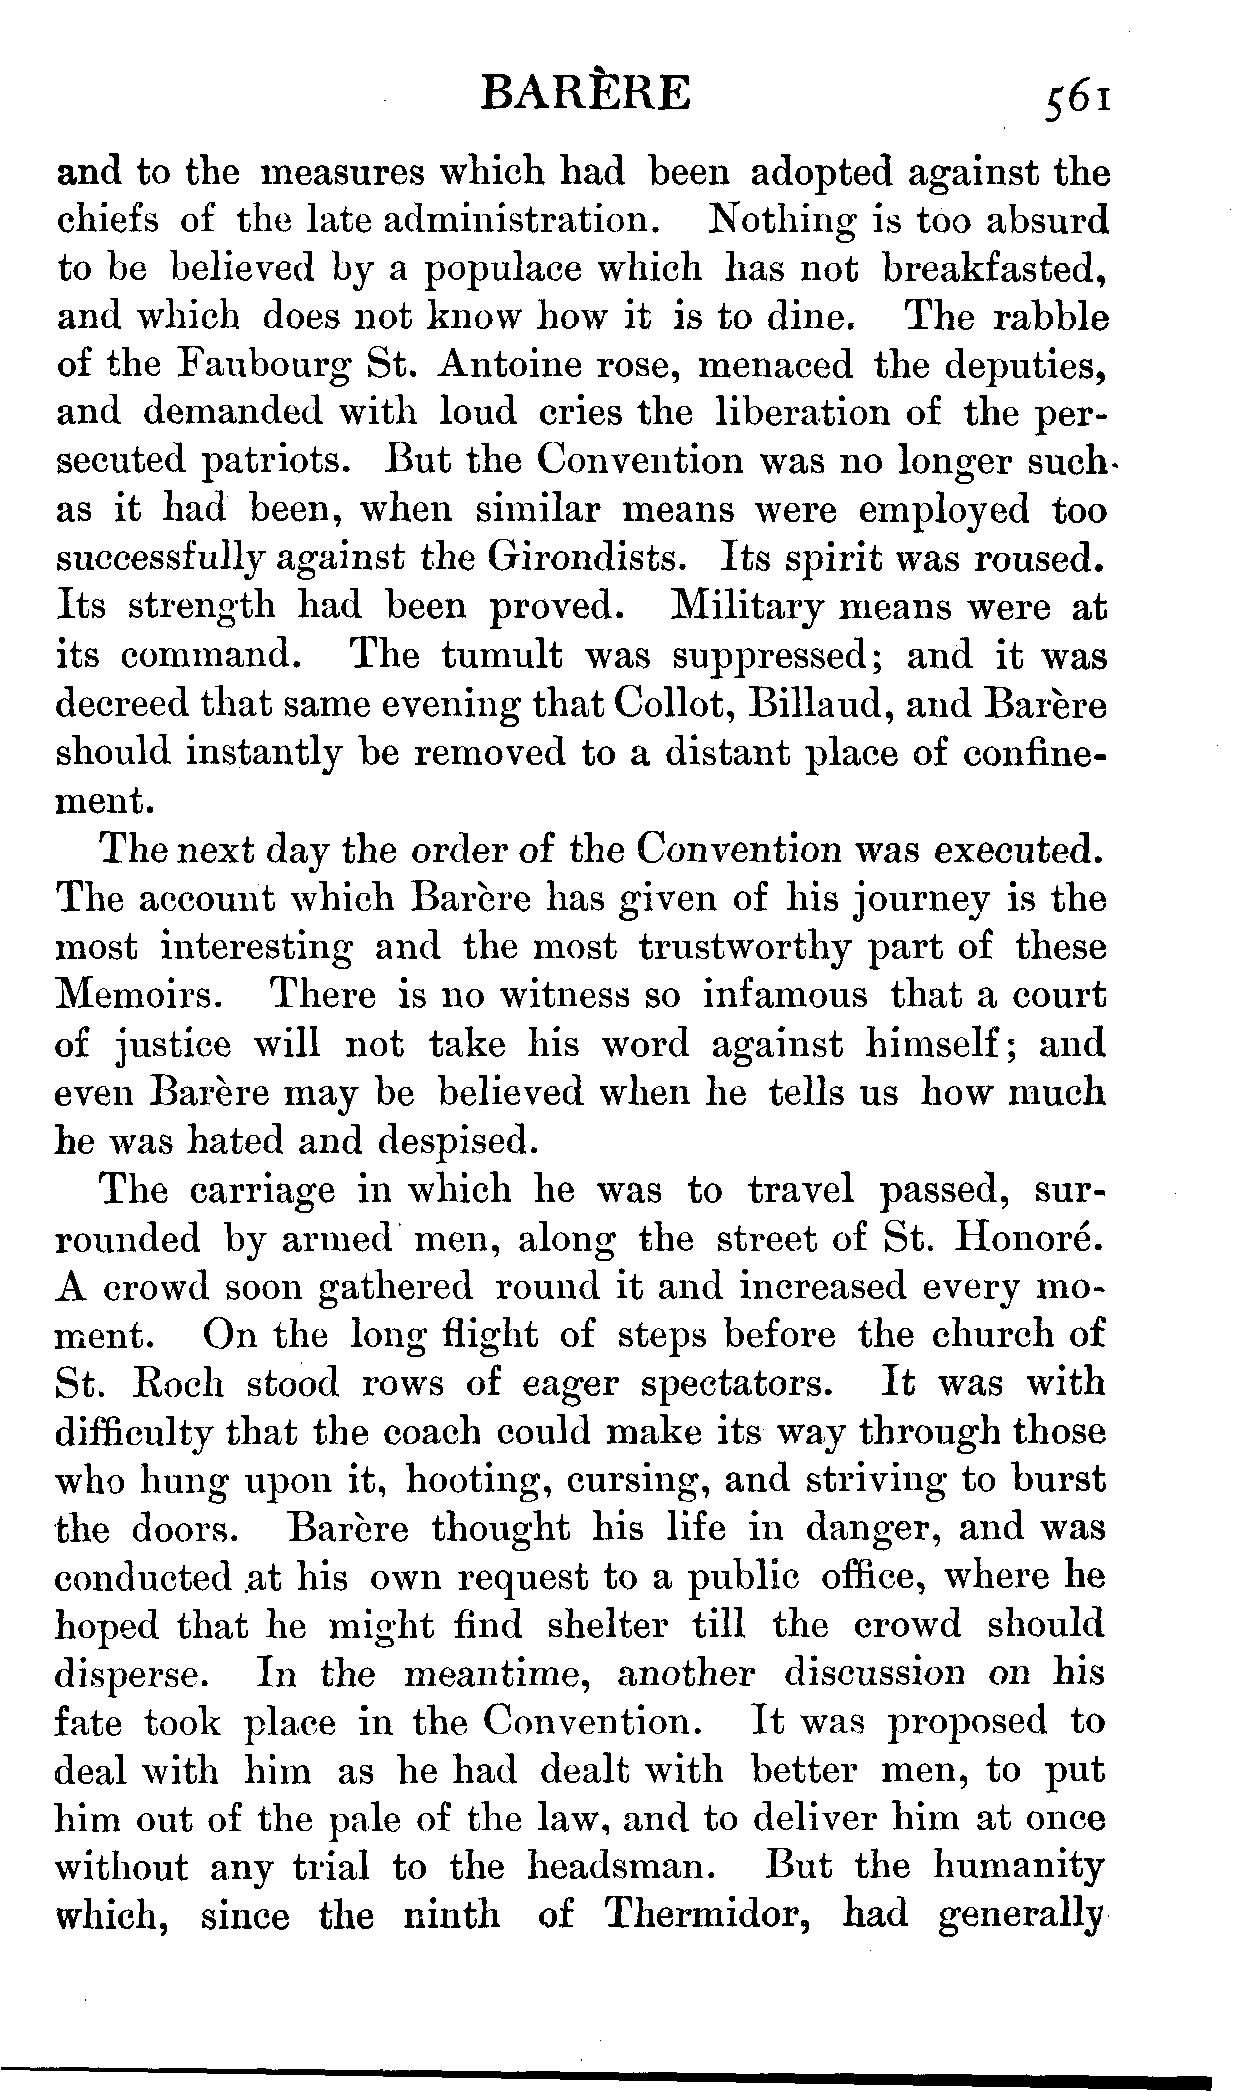 BARÈRE 561
and to the measures which had been adopted against the
chiefs of the late administration. Nothing is too absurd
to be believed by a populace which has not breakfasted,
and which does not know how it is to dine. The rabble
of the Faubourg St. Antoine rose, menaced the deputies,
and demanded with loud cries the liberation of the per-
secuted patriots. But the Convention was no longer such
as it had been, when similar means were employed too
successfully against the Girondists. Its spirit was roused.
Its strength had been proved. Military means were at
its command. The tumult was suppressed; and it was
decreed that same evening that Collot, Billaud, and Barère
should instantly be removed to a distant place of confine-
ment.
The next day the order of the Convention was executed.
The account which Barère has given of his journey is the
most interesting and the most trustworthy part of these
Memoirs. There is no witness so infamous that a court
of justice will not take his word against himself; and
even Barère may be believed when he tells us how much
he was hated and despised.
The carriage in which he was to travel passed, sur-
rounded by armed men, along the street of St. Honoré.
A crowd soon gathered round it and increased every mo-
ment. On the long flight of steps before the church of
St. Roch stood rows of eager spectators. It was with
difficulty that the coach could make its way through those
who hung upon it, hooting, cursing, and striving to burst
the doors. Barère thought his life in danger, and was
conducted at his own request to a public office, where he
hoped that he might find shelter till the crowd should
disperse. In the meantime, another discussion on his
fate took place in the Convention. It was proposed to
deal with him as he had dealt with better men, to put
him out of the pale of the law, and to deliver him at once
without any trial to the headsman. But the humanity
which, since the ninth of Thermidor, had generally